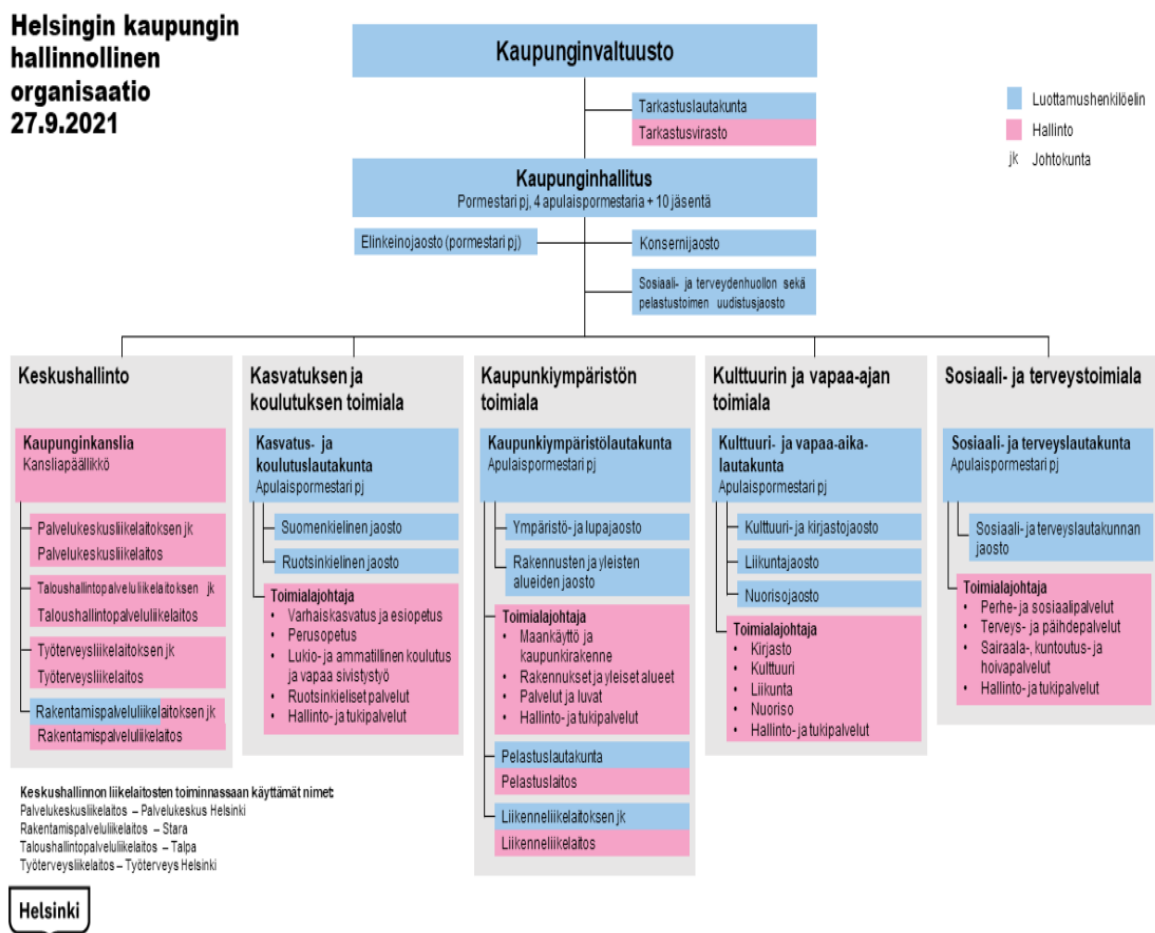 Helsingin kaupungin
hallinnollinen
organisaatio
27.9.2021
Kaupunginvaltuusto
Tarkastuslautakunta
Tarkastusvirasto
Luottamushenkilöelin
Hallinto
jk Johtokunta
Kaupunginhallitus
Pormestari pj, 4 apulaispormestaria + 10 jäsentä
Elinkeinojaosto (pormestari pj)
Konsernijaosto
Sosiaali- ja terveydenhuollon sekä
pelastustoimen uudistusjaosto
Keskushallinto
Kaupunginkanslia
Kansliapäällikkö
Palvelukeskusliikelaitoksen jk
Palvelukeskusliikelaitos
Taloushallintopalveluliikelaitoksen jk
Taloushallintopalveluliikelaitos
Työterveysliikelaitoksen jk
Työterveysliikelaitos
Rakentamispalveluliikelaitoksen jk
Rakentamispalveluliikelaitos
Kasvatuksen ja
koulutuksen toimiala
Kasvatus- ja
koulutuslautakunta
Apulaispormestari pj
Suomenkielinen jaosto
Ruotsinkielinen jaosto
Toimialajohtaja
• Varhaiskasvatus ja esiopetus
• Perusopetus
• Lukio- ja ammatillinen koulutus
ja vapaa sivistystyö
• Ruotsinkieliset palvelut
• Hallinto- ja tukipalvelut
Kaupunkiympäristön
toimiala
Kaupunkiympäristölautakunta
Apulaispormestari pj
Ympäristö- ja lupajaosto
Rakennusten ja yleisten
alueiden jaosto
Toimialajohtaja
• Maankäyttö ja
kaupunkirakenne
• Rakennukset ja yleiset alueet
• Palvelut ja luvat
• Hallinto- ja tukipalvelut
Pelastuslautakunta
Pelastuslaitos
Liikenneliikelaitoksen jk
Liikenneliikelaitos
Kulttuurin ja vapaa-ajan
toimiala
Kulttuuri- ja vapaa-aika-
lautakunta
Apulaispormestari pj
Kulttuuri- ja kirjastojaosto
Liikuntajaosto
Nuorisojaosto
Toimialajohtaja
• Kirjasto
• Kulttuuri
• Liikunta
• Nuoriso
• Hallinto- ja tukipalvelut
Sosiaali- ja terveystoimiala
Sosiaali- ja terveyslautakunta
Apulaispormestari pj
Sosiaali- ja terveyslautakunnan
jaosto
Toimialajohtaja
• Perhe- ja sosiaalipalvelut
• Terveys- ja päihdepalvelut
• Sairaala-, kuntoutus- ja
hoivapalvelut
• Hallinto- ja tukipalvelut
Keskushallinnon liikelaitosten toiminnassaan käyttämät nimet:
Palvelukeskusliikelaitos – Palvelukeskus Helsinki
Rakentamispalveluliikelaitos – Stara
Taloushallintopalveluliikelaitos – Talpa
Työterveysliikelaitos – Työterveys Helsinki
Helsinki